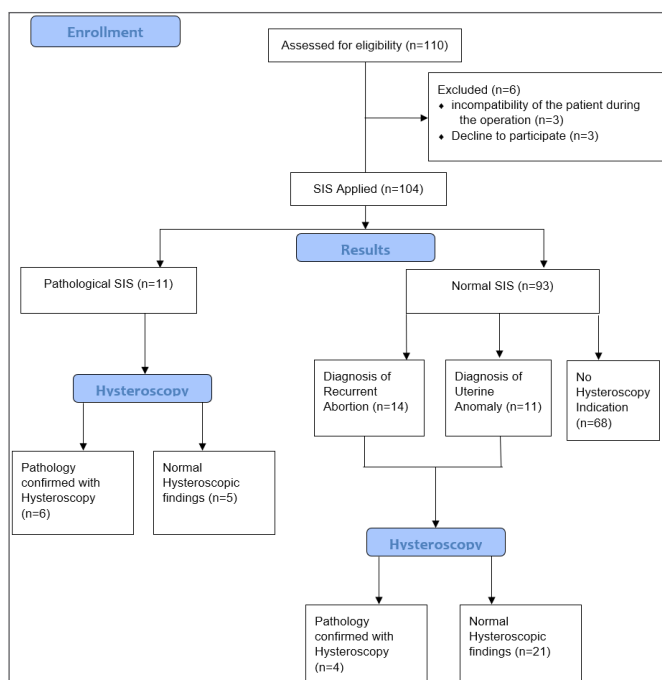 Enrollment
Assessed for eligibility (n=110)
Excluded (n=6)
♦ incompatibility of the patient during
the operation (n=3)
♦ Decline to participate (n=3)
SIS Applied (n=104)
Results
Pathological SIS (n=11)
Normal SIS (n=93)
Hysteroscopy
Diagnosis of
Recurrent
Abortion (n=14)
Diagnosis of
Uterine
Anomaly (n=11)
No
Hysteroscopy
Indication
(n=68)
Pathology
confirmed with
Hysteroscopy
(n=6)
Normal
Hysteroscopic
findings (n=5)
Hysteroscopy
Pathology
confirmed with
Hysteroscopy
(n=4)
Normal
Hysteroscopic
findings (n=21)